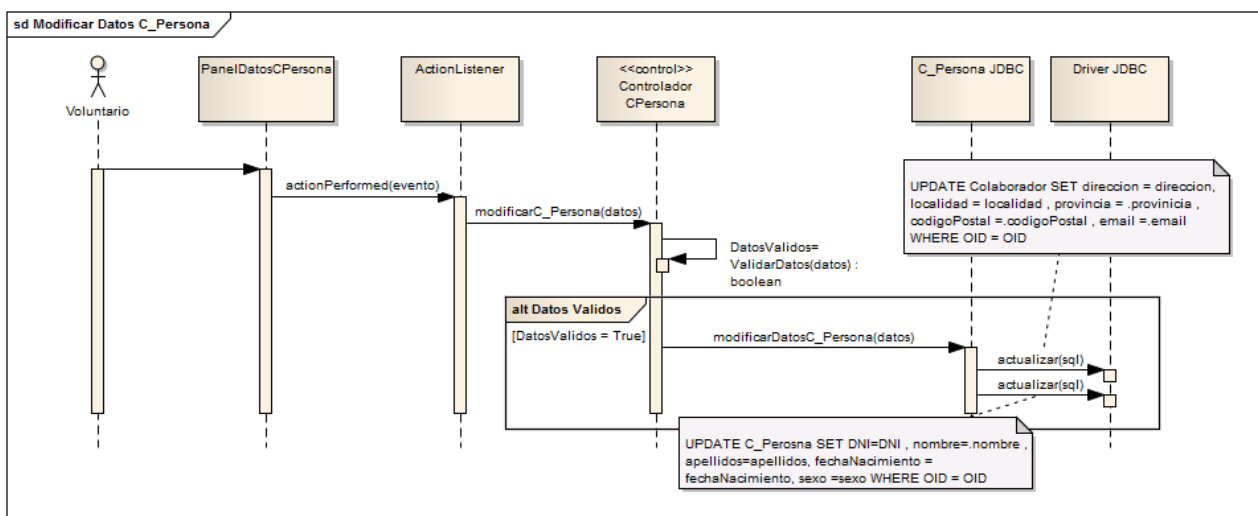 sd Modificar Datos C_Persona
Voluntario
PanelDatosCPersona
ActionListener
<<control>>
Controlador
CPersona
C_Persona JDBC
Driver JDBC
UPDATE Colaborador SET direccion = direccion,
localidad = localidad , provincia = .provinicia ,
codigoPostal =.codigoPostal , email =.email
WHERE OID = OID
actionPerformed(evento)
modificarC_Persona(datos)
DatosValidos=
ValidarDatos(datos) :
boolean
alt Datos Validos
[DatosValidos = True]
modificarDatosC_Persona(datos)
actualizar(sql)
actualizar(sql)
UPDATE C_Perosna SET DNI=DNI , nombre=.nombre ,
apellidos=apellidos, fechaNacimiento =
fechaNacimiento, sexo =sexo WHERE OID = OID